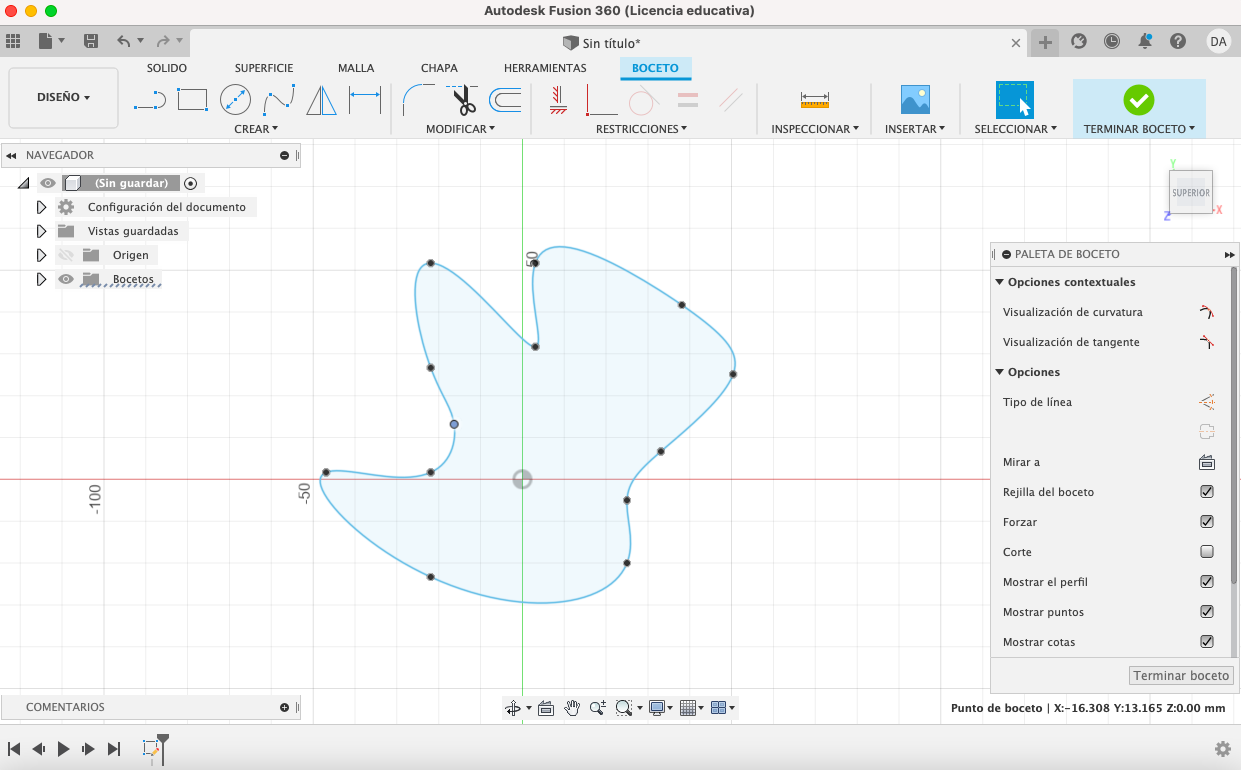 Autodesk Fusion 360 (Licencia educativa)
Sin título*
DA
DISEÑO
SOLIDO
SUPERFICIE
MALLA
CHAPA
HERRAMIENTAS
BOCETO
CREAR
MODIFICAR
RESTRICCIONES
INSPECCIONAR
INSERTAR
SELECCIONAR
TERMINAR BOCETO
NAVEGADOR
(Sin guardar)
Configuración del documento
Vistas guardadas
Origen
Bocetos
50
-50
-100
Y
SUPERIOR
Z
X
PALETA DE BOCETO
Opciones contextuales
Visualización de curvatura
Visualización de tangente
Opciones
Tipo de línea
Mirar a
Rejilla del boceto
Forzar
Corte
Mostrar el perfil
Mostrar puntos
Mostrar cotas
Terminar boceto
COMENTARIOS
Punto de boceto | X:-16.308 Y:13.165 Z:0.00 mm